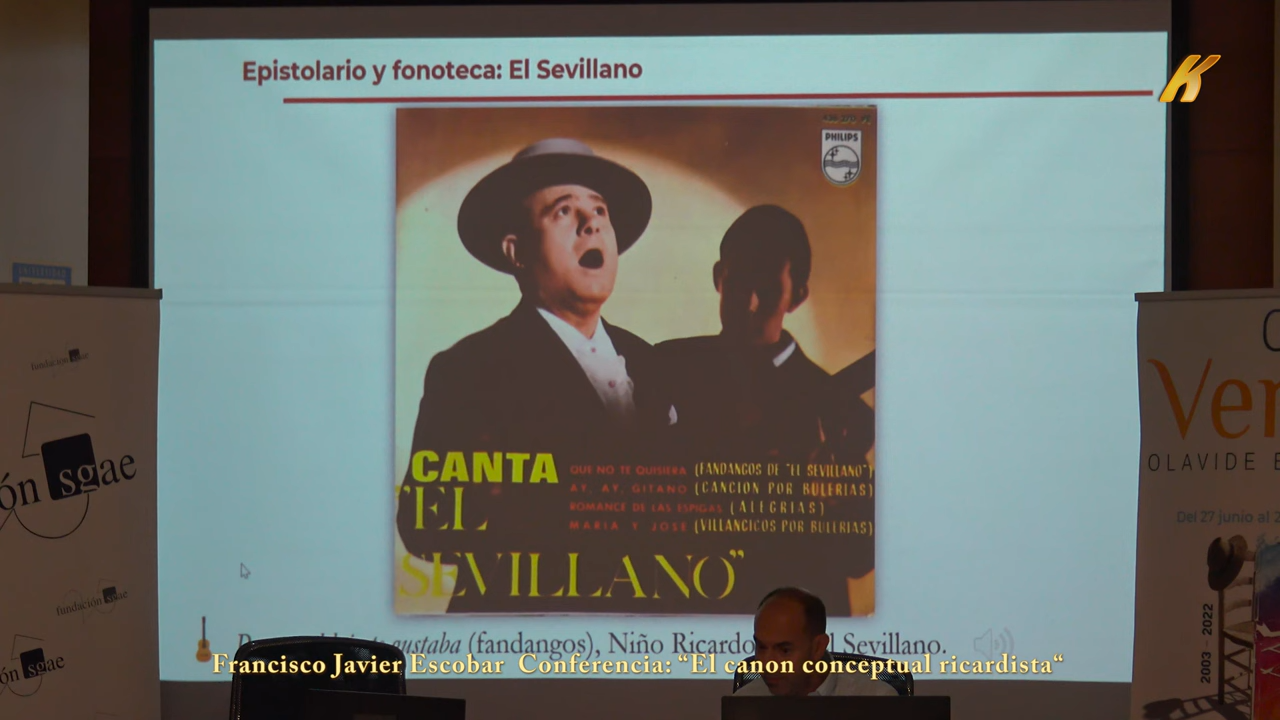 Epistolario y fonoteca: El Sevillano
K
PHILIPS
CANTA
"EL
SEVILLANO"
QUE NO TE QUISIERA (FANDANGOS DE "EL SEVILLANO")
AY, AY, GITANO (CANCION POR BULERIAS)
ROMANCE DE LAS ESPIGAS (ALEGRIAS)
MARIA Y JOSE (VILLANCICOS POR BULERIAS)
gustaba (fandangos), Niño Ricardo El Sevillano.
Francisco Javier Escobar Conferencia: "El canon conceptual ricardista"
UNIVERSIDAD
fundación sgae
ón sgae
fundación sgae
ón sgae
C
Ver
OLAVIDE E
Del 27 junio al 2
2003 2022